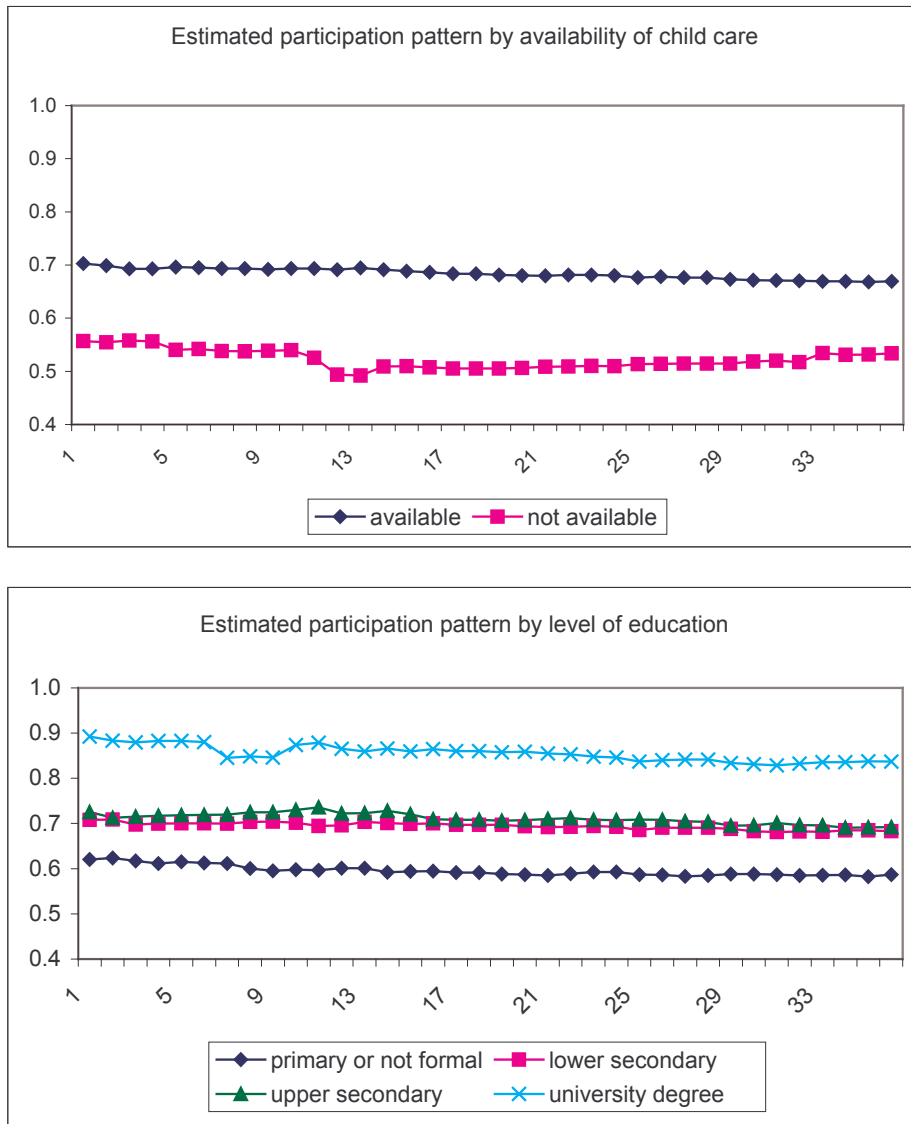 Estimated participation pattern by availability of child care
1.0
0.9
0.8
0.7
0.6
0.5
0.4
1 5 9 13 17 21 25 29 33
available not available
Estimated participation pattern by level of education
1.0
0.9
0.8
0.7
0.6
0.5
0.4
1 5 9 13 17 21 25 29 33
primary or not formal lower secondary
upper secondary university degree